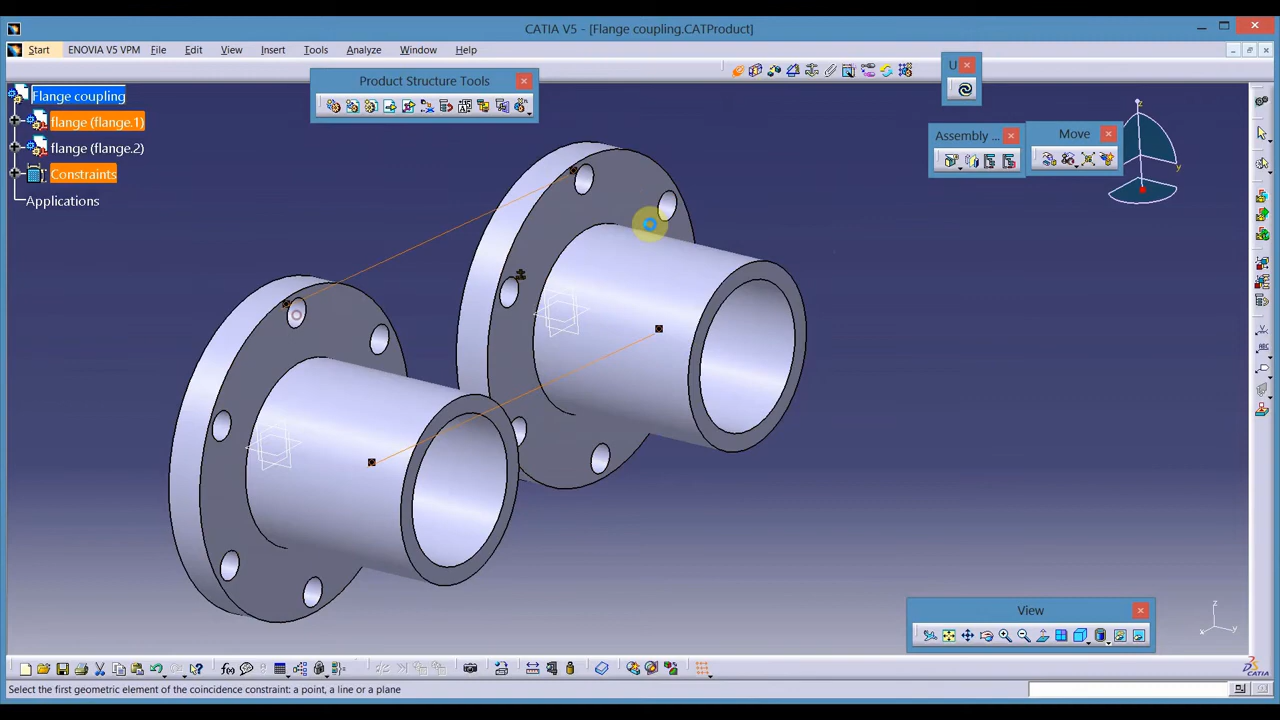 CATIA V5 - [Flange coupling.CATProduct]
Start ENOVIA V5 VPM File Edit View Insert Tools Analyze Window Help
Product Structure Tools
U
Flange coupling
flange (flange.1)
flange (flange.2)
Constraints
Applications
Assembly ...
Move
z
y
View
z
y
x
Select the first geometric element of the coincidence constraint: a point, a line or a plane
CATIA